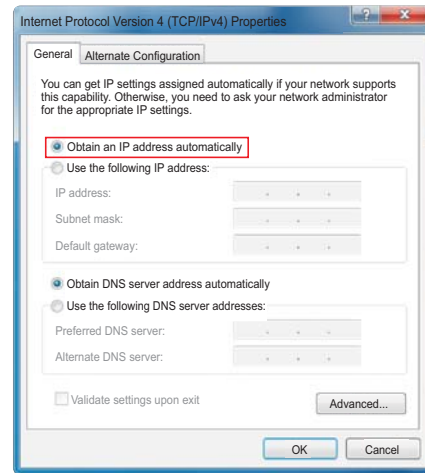 Internet Protocol Version 4 (TCP/IPv4) Properties
?
General
Alternate Configuration
You can get IP settings assigned automatically if your network supports
this capability. Otherwise, you need to ask your network administrator
for the appropriate IP settings.
Obtain an IP address automatically
Use the following IP address:
IP address:
Subnet mask:
Default gateway:
Obtain DNS server address automatically
Use the following DNS server addresses:
Preferred DNS server:
Alternate DNS server:
Validate settings upon exit
Advanced...
OK
Cancel